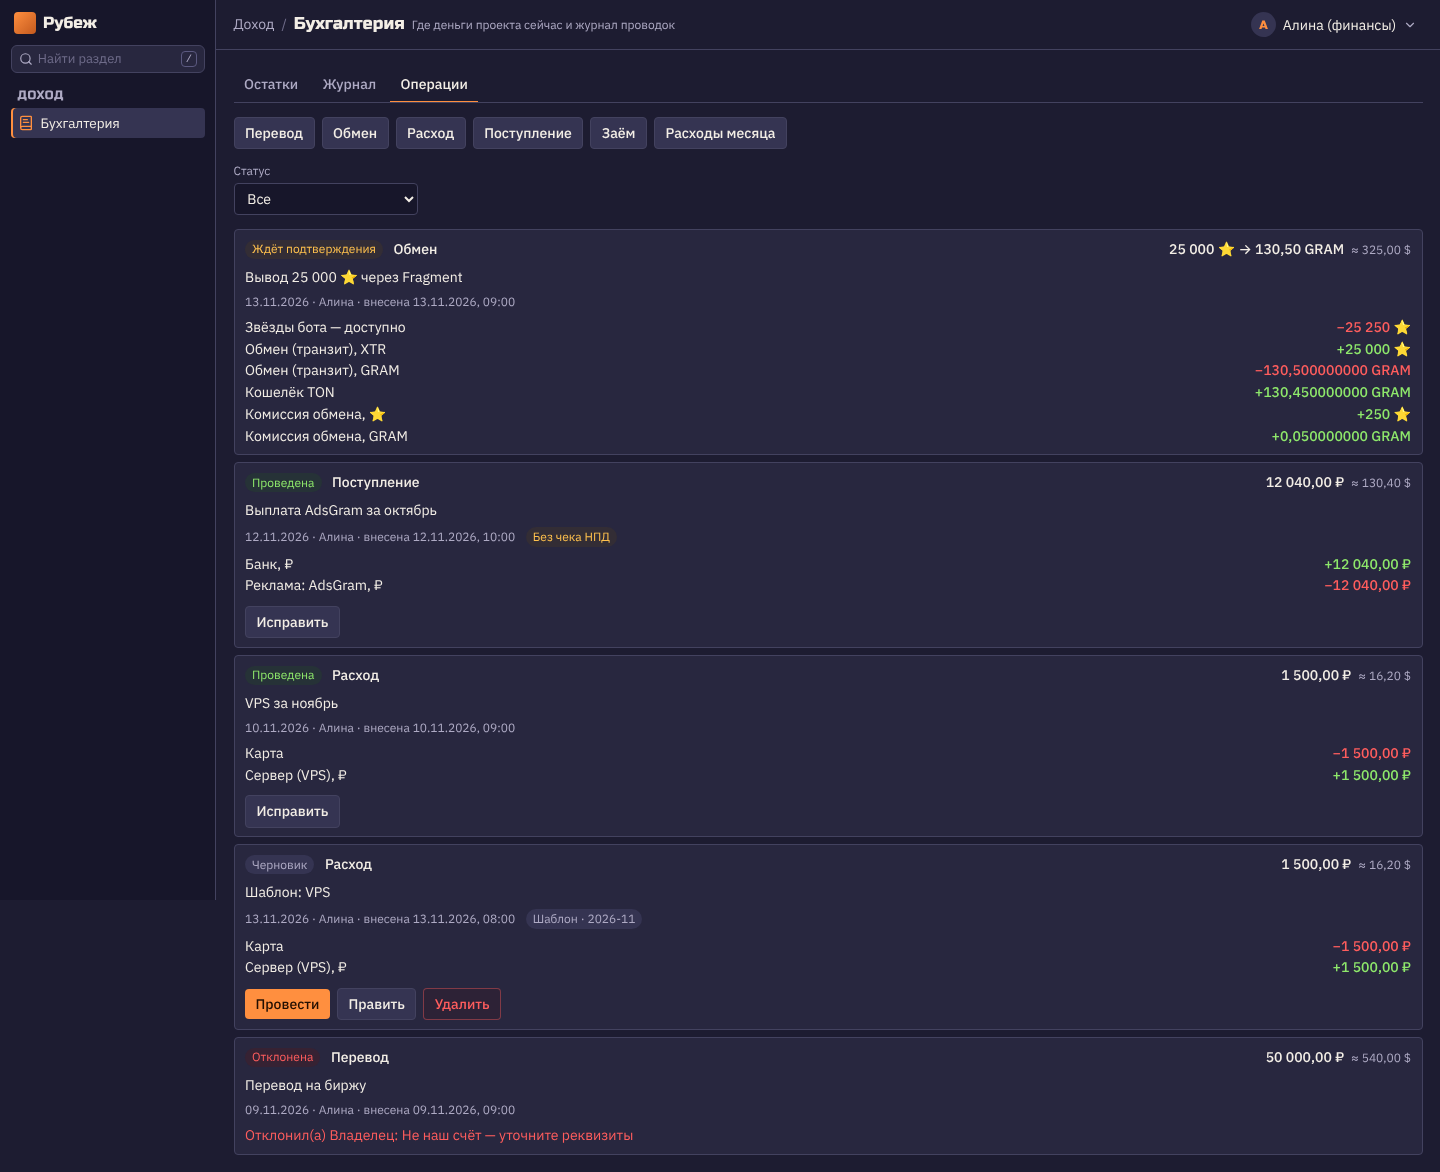 Рубеж
Найти раздел /
ДОХОД
Бухгалтерия
Доход / Бухгалтерия Где деньги проекта сейчас и журнал проводок
А Алина (финансы)
Остатки Журнал Операции
Перевод Обмен Расход Поступление Заём Расходы месяца
Статус
Все
Ждёт подтверждения Обмен 25 000 ⭐ → 130,50 GRAM ≈ 325,00 $
Вывод 25 000 ⭐ через Fragment
13.11.2026 · Алина · внесена 13.11.2026, 09:00
Звёзды бота — доступно −25 250 ⭐
Обмен (транзит), XTR +25 000 ⭐
Обмен (транзит), GRAM −130,500000000 GRAM
Кошелёк TON +130,450000000 GRAM
Комиссия обмена, ⭐ +250 ⭐
Комиссия обмена, GRAM +0,050000000 GRAM
Проведена Поступление 12 040,00 ₽ ≈ 130,40 $
Выплата AdsGram за октябрь
12.11.2026 · Алина · внесена 12.11.2026, 10:00 Без чека НПД
Банк, ₽ +12 040,00 ₽
Реклама: AdsGram, ₽ −12 040,00 ₽
Исправить
Проведена Расход 1 500,00 ₽ ≈ 16,20 $
VPS за ноябрь
10.11.2026 · Алина · внесена 10.11.2026, 09:00
Карта −1 500,00 ₽
Сервер (VPS), ₽ +1 500,00 ₽
Исправить
Черновик Расход 1 500,00 ₽ ≈ 16,20 $
Шаблон: VPS
13.11.2026 · Алина · внесена 13.11.2026, 08:00 Шаблон · 2026-11
Карта −1 500,00 ₽
Сервер (VPS), ₽ +1 500,00 ₽
Провести Править Удалить
Отклонена Перевод 50 000,00 ₽ ≈ 540,00 $
Перевод на биржу
09.11.2026 · Алина · внесена 09.11.2026, 09:00
Отклонил(а) Владелец: Не наш счёт — уточните реквизиты